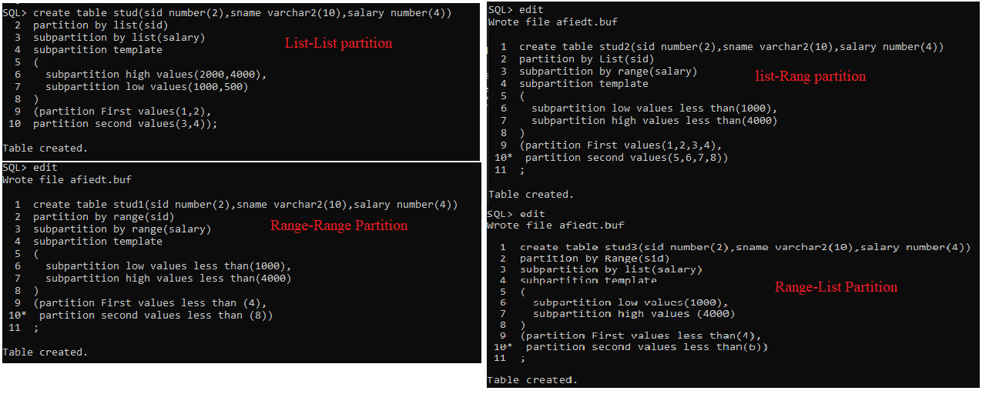 SQL> create table stud(sid number(2),sname varchar2(10),salary number(4))
2 partition by list(sid)
3 subpartition by list(salary)
4 subpartition template
5 (
6 subpartition high values(2000,4000),
7 subpartition low values(1000,500)
8 )
9 (partition First values(1,2),
10 partition second values(3,4));
Table created.
List-List partition
SQL> edit
Wrote file afiedt.buf
1 create table stud1(sid number(2),sname varchar2(10),salary number(4))
2 partition by range(sid)
3 subpartition by range(salary)
4 subpartition template
5 (
6 subpartition low values less than(1000),
7 subpartition high values less than(4000)
8 )
9 (partition First values less than (4),
10* partition second values less than (8))
11 ;
Table created.
Range-Range Partition
SQL> edit
Wrote file afiedt.buf
1 create table stud2(sid number(2),sname varchar2(10),salary number(4))
2 partition by List(sid)
3 subpartition by range(salary)
4 subpartition template
5 (
6 subpartition low values less than(1000),
7 subpartition high values less than(4000)
8 )
9 (partition First values(1,2,3,4),
10* partition second values(5,6,7,8))
11 ;
Table created.
list-Rang partition
SQL> edit
Wrote file afiedt.buf
1 create table stud3(sid number(2),sname varchar2(10),salary number(4))
2 partition by Range(sid)
3 subpartition by list(salary)
4 subpartition template
5 (
6 subpartition low values(1000),
7 subpartition high values (4000)
8 )
9 (partition First values less than(4),
10* partition second values less than(6))
11 ;
Table created.
Range-List Partition